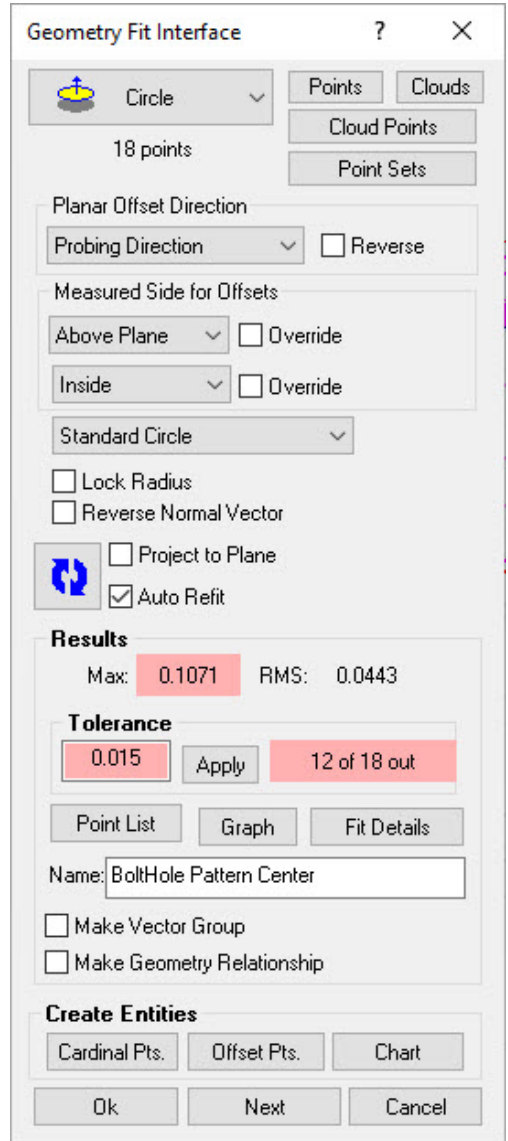 Geometry Fit Interface ? ×
Circle
Points Clouds
Cloud Points
18 points
Point Sets
Planar Offset Direction
Probing Direction Reverse
Measured Side for Offsets
Above Plane Override
Inside Override
Standard Circle
Lock Radius
Reverse Normal Vector
Project to Plane
Auto Refit
Results
Max: 0.1071 RMS: 0.0443
Tolerance
0.015 Apply 12 of 18 out
Point List Graph Fit Details
Name: BoltHole Pattern Center
Make Vector Group
Make Geometry Relationship
Create Entities
Cardinal Pts. Offset Pts. Chart
Ok Next Cancel